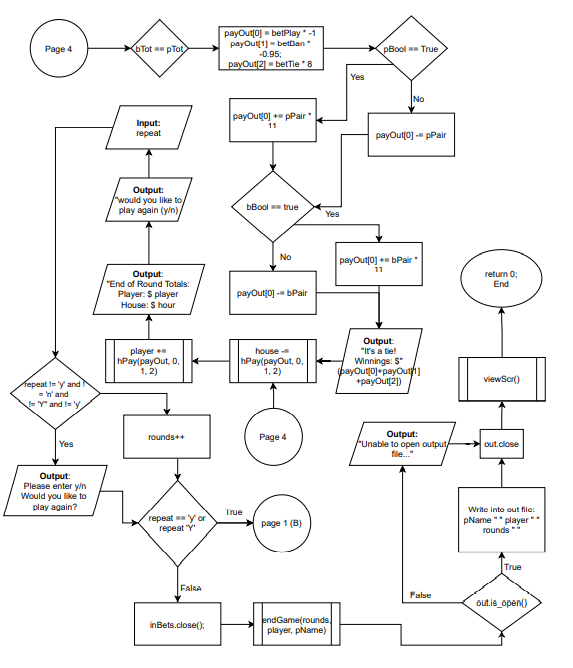 Page 4
bTot == pTot
payOut[0] = betPlay * -1
payOut[1] = betBan *
-0.95;
payOut[2] = betTie * 8
pBool == True
Yes
No
payOut[0] += pPair *
11
payOut[0] -= pPair
Input:
repeat
Output:
"would you like to
play again (y/n)
bBool == true
Yes
No
payOut[0] += bPair *
11
payOut[0] -= bPair
Output:
"End of Round Totals:
Player: $ player
House: $ hour
return 0;
End
player +=
hPay(payOut, 0,
1, 2)
house -=
hPay(payOut, 0,
1, 2)
Output:
"It's a tie!
Winnings: $"
(payOut[0]+payOut[1]
+payOut[2])
viewScr()
repeat != 'y' and !
= 'n' and
!= 'Y'' and != 'y'
Yes
rounds++
Page 4
Output:
"Unable to open output
file..."
out.close
Output:
Please enter y/n
Would you like to
play again?
repeat == 'y' or
repeat 'Y'
True
page 1 (B)
Write into out file:
pName " " player " "
rounds " "
True
False
False
out.is_open()
inBets.close();
endGame(rounds,
player, pName)